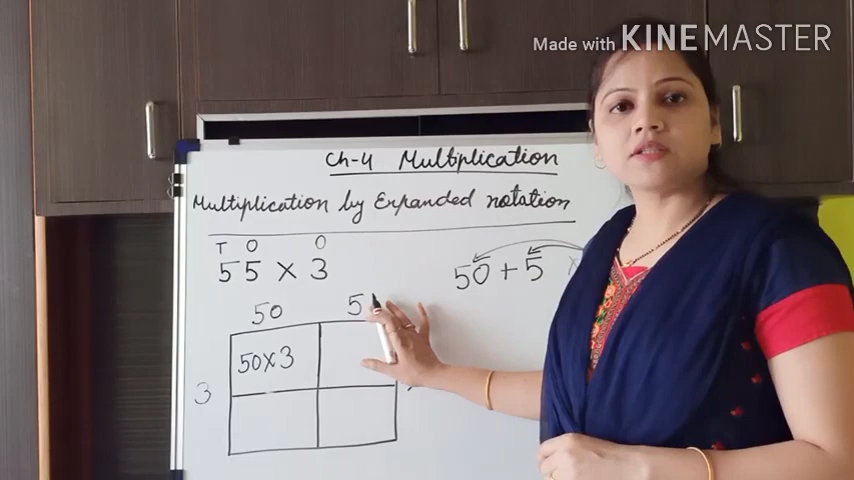 Made with KINEMASTER
Ch-4 Multiplication
Multiplication by Expanded notation
T O O
55 × 3
50 + 5 ×
50 5
50×3
3